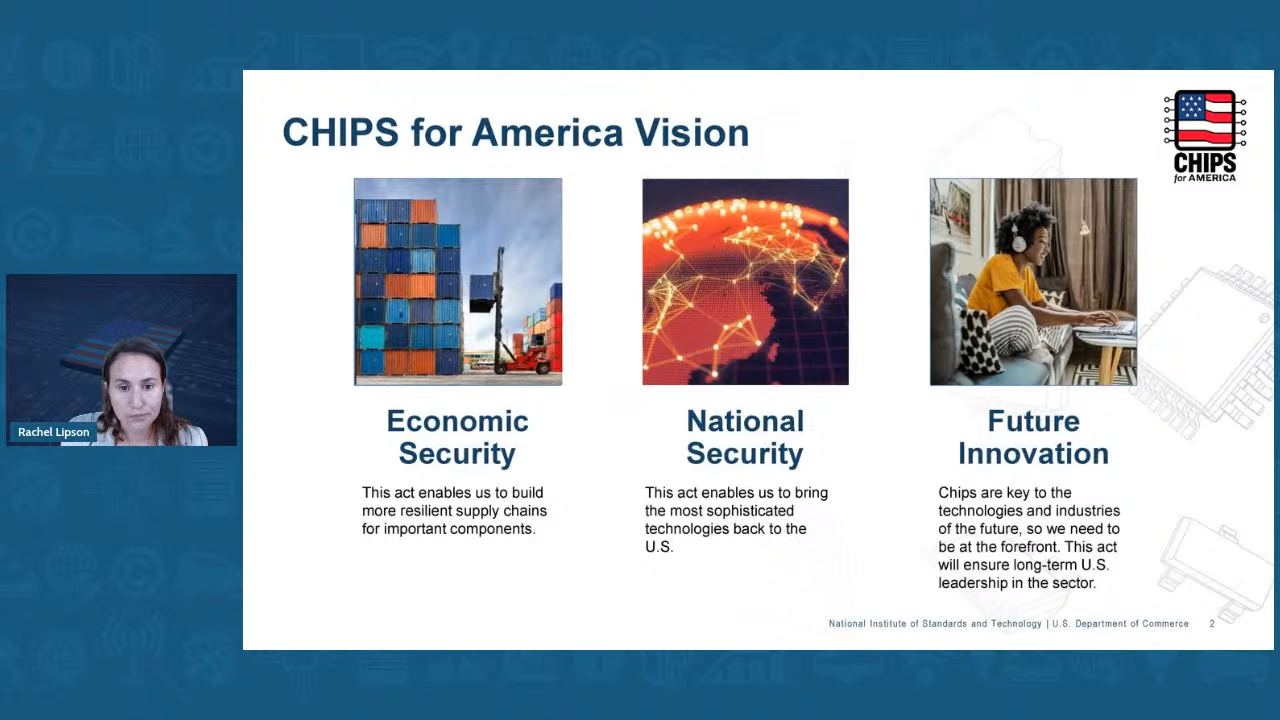 CHIPS for America Vision
CHIPS
for AMERICA
Economic
Security
This act enables us to build
more resilient supply chains
for important components.
National
Security
This act enables us to bring
the most sophisticated
technologies back to the
U.S.
Future
Innovation
Chips are key to the
technologies and industries
of the future, so we need to
be at the forefront. This act
will ensure long-term U.S.
leadership in the sector.
Rachel Lipson
National Institute of Standards and Technology | U.S. Department of Commerce 2